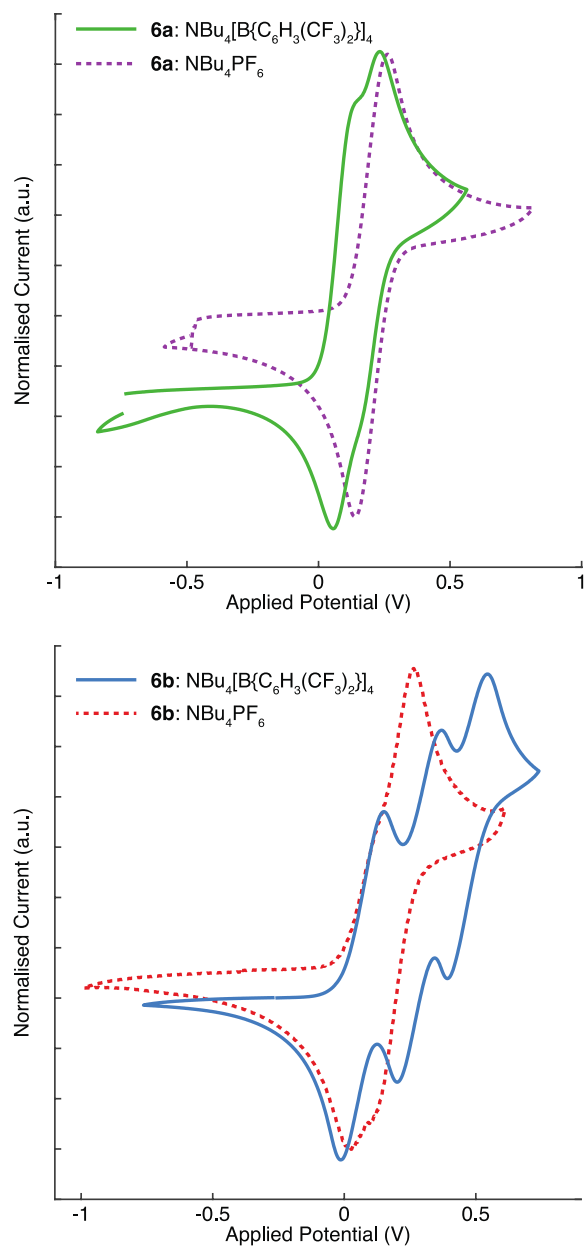 6a: NBu₄[B{C₆H₃(CF₃)₂}]₄
6a: NBu₄PF₆
Normalised Current (a.u.)
-1 -0.5 0 0.5 1
Applied Potential (V)
6b: NBu₄[B{C₆H₃(CF₃)₂}]₄
6b: NBu₄PF₆
Normalised Current (a.u.)
-1 -0.5 0 0.5
Applied Potential (V)